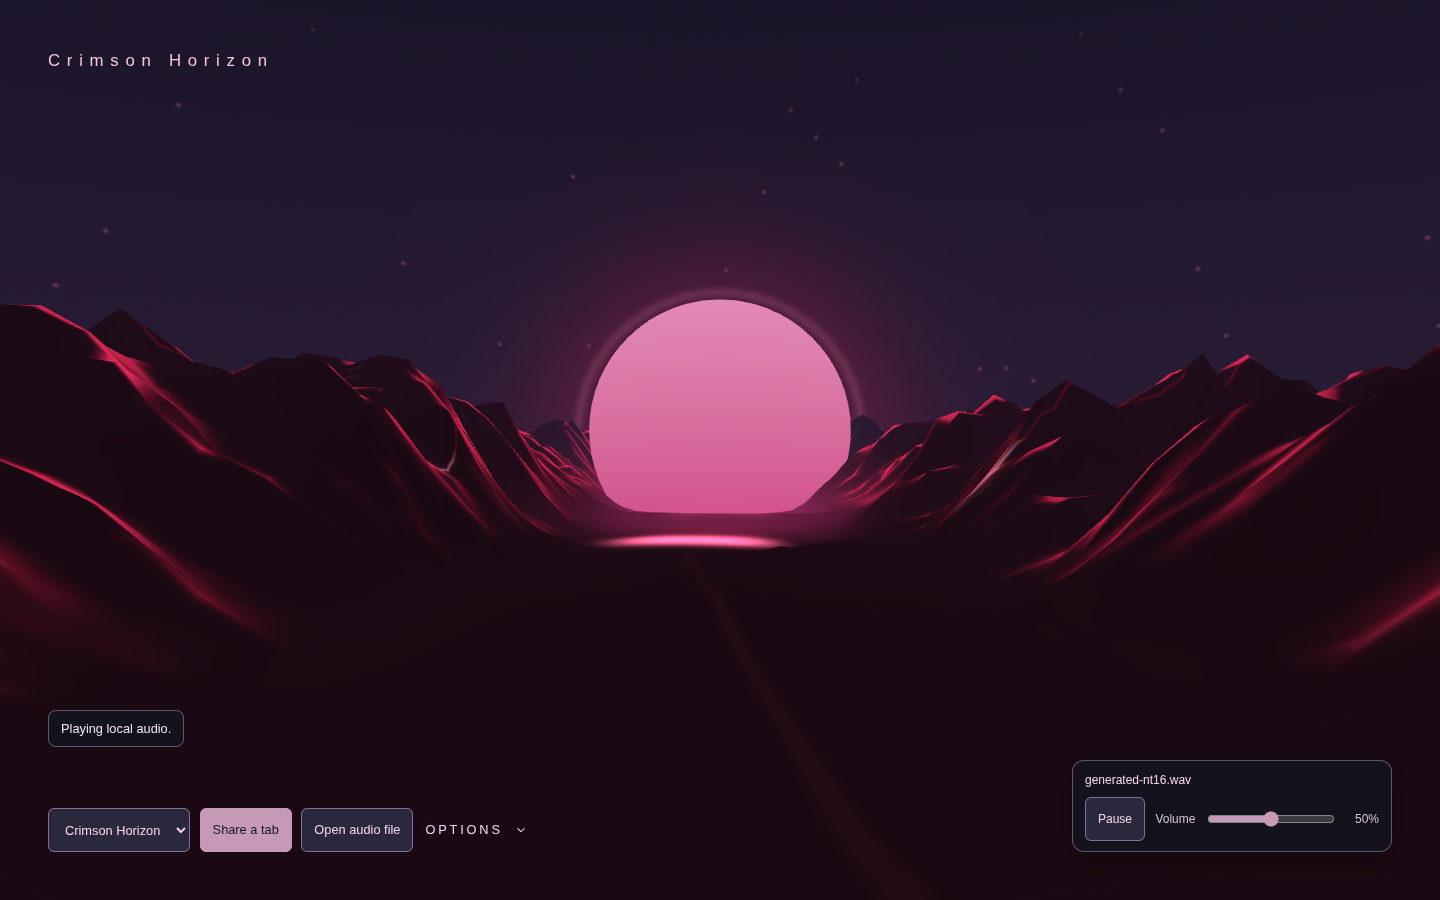 Crimson Horizon
Playing local audio.
generated-nt16.wav
Pause Volume 50%
Crimson Horizon Share a tab Open audio file OPTIONS